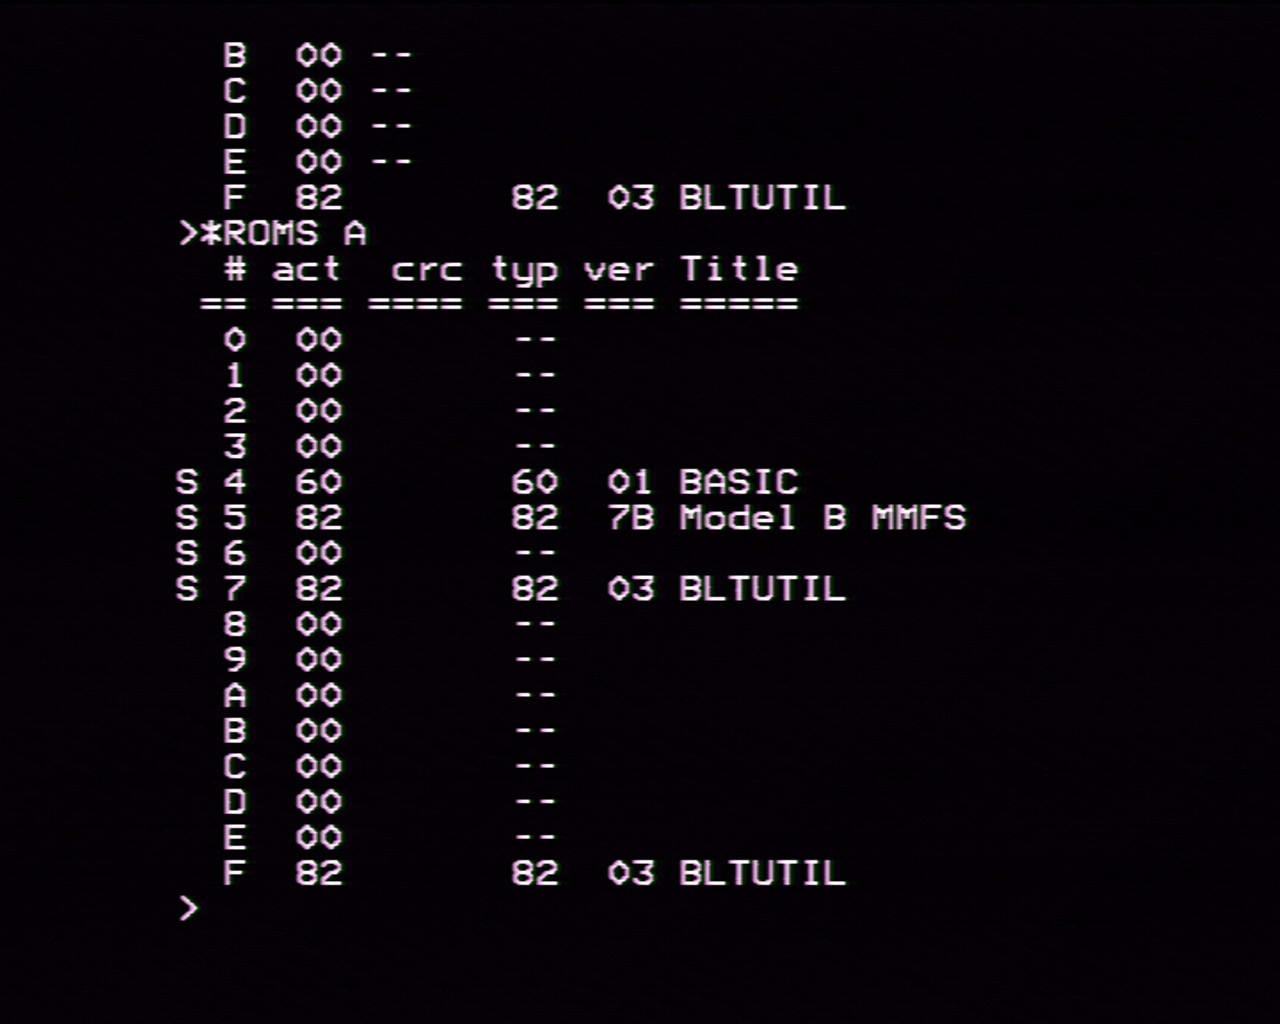 B 00 --
C 00 --
D 00 --
E 00 --
F 82 82 03 BLTUTIL
>*ROMS A
# act crc typ ver Title
== === ==== === === =====
0 00 --
1 00 --
2 00 --
3 00 --
S 4 60 60 01 BASIC
S 5 82 82 7B Model B MMFS
S 6 00 --
S 7 82 82 03 BLTUTIL
8 00 --
9 00 --
A 00 --
B 00 --
C 00 --
D 00 --
E 00 --
F 82 82 03 BLTUTIL
>